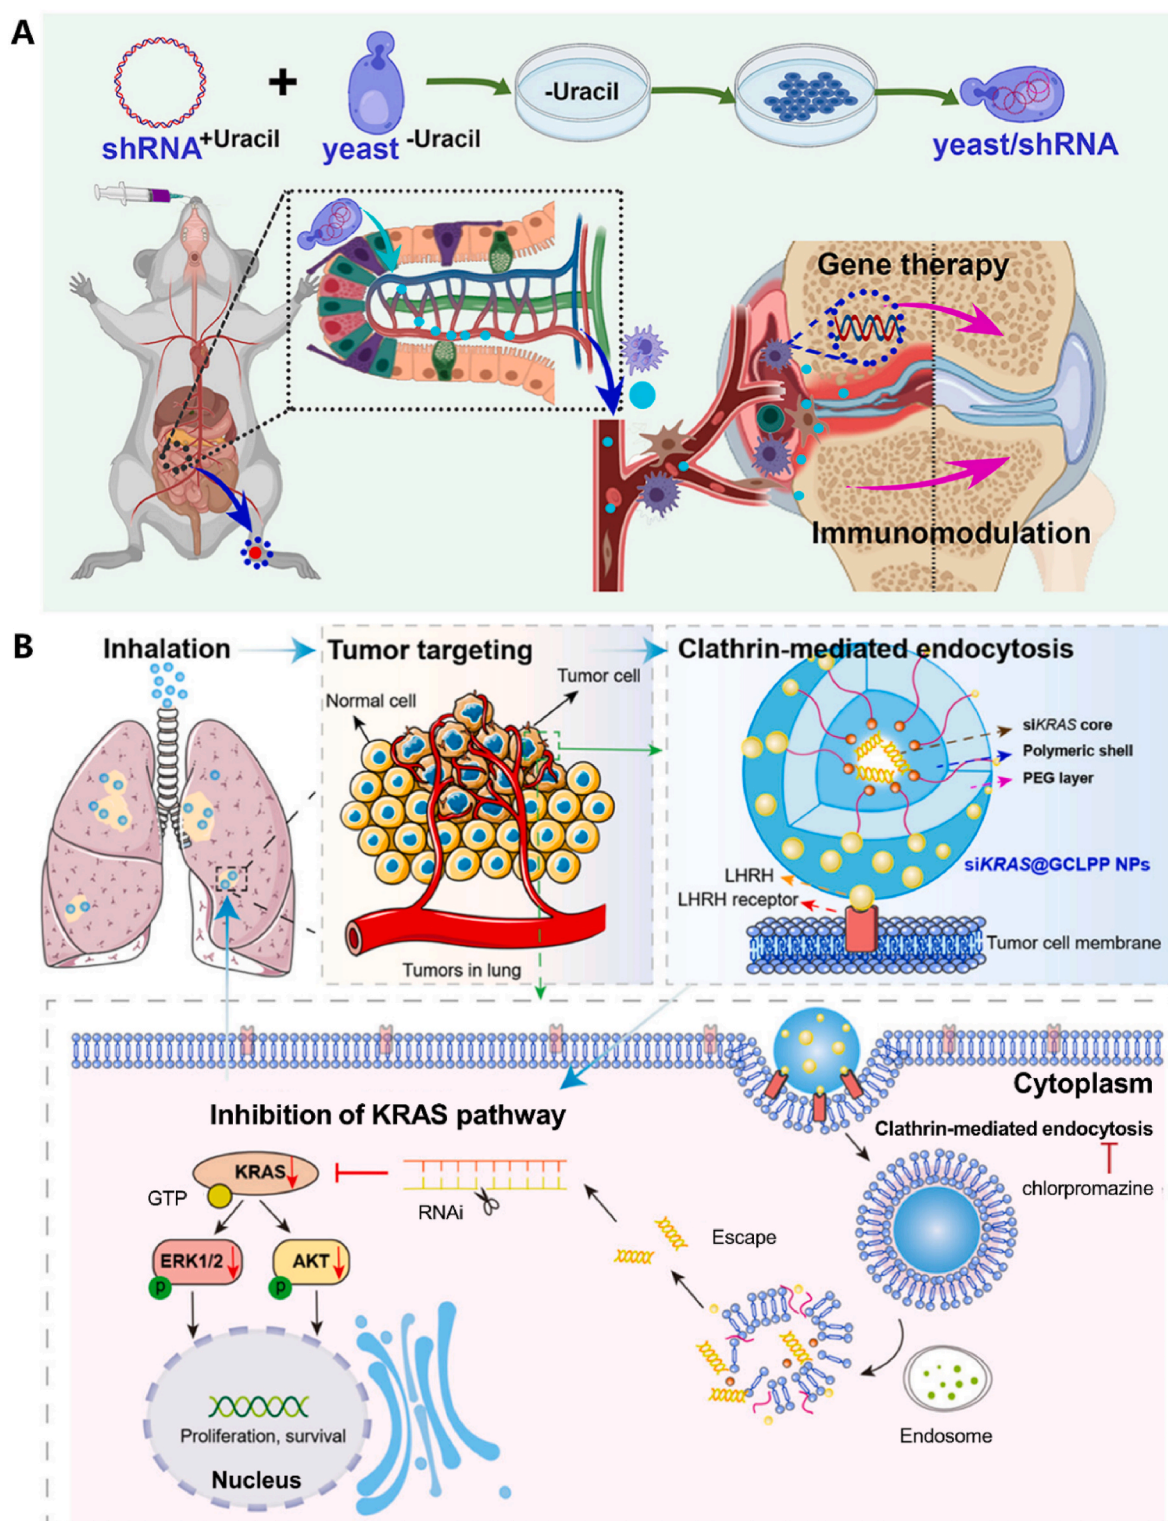 A
shRNA +Uracil
+
yeast -Uracil
-Uracil
yeast/shRNA
Gene therapy
Immunomodulation
B
Inhalation
Tumor targeting
Clathrin-mediated endocytosis
Normal cell
Tumor cell
siKRAS core
Polymeric shell
PEG layer
siKRAS@GCLPP NPs
LHRH
LHRH receptor
Tumor cell membrane
Tumors in lung
Cytoplasm
Inhibition of KRAS pathway
Clathrin-mediated endocytosis
KRAS
GTP
RNAi
chlorpromazine
Escape
ERK1/2
AKT
P
P
Endosome
Proliferation, survival
Nucleus